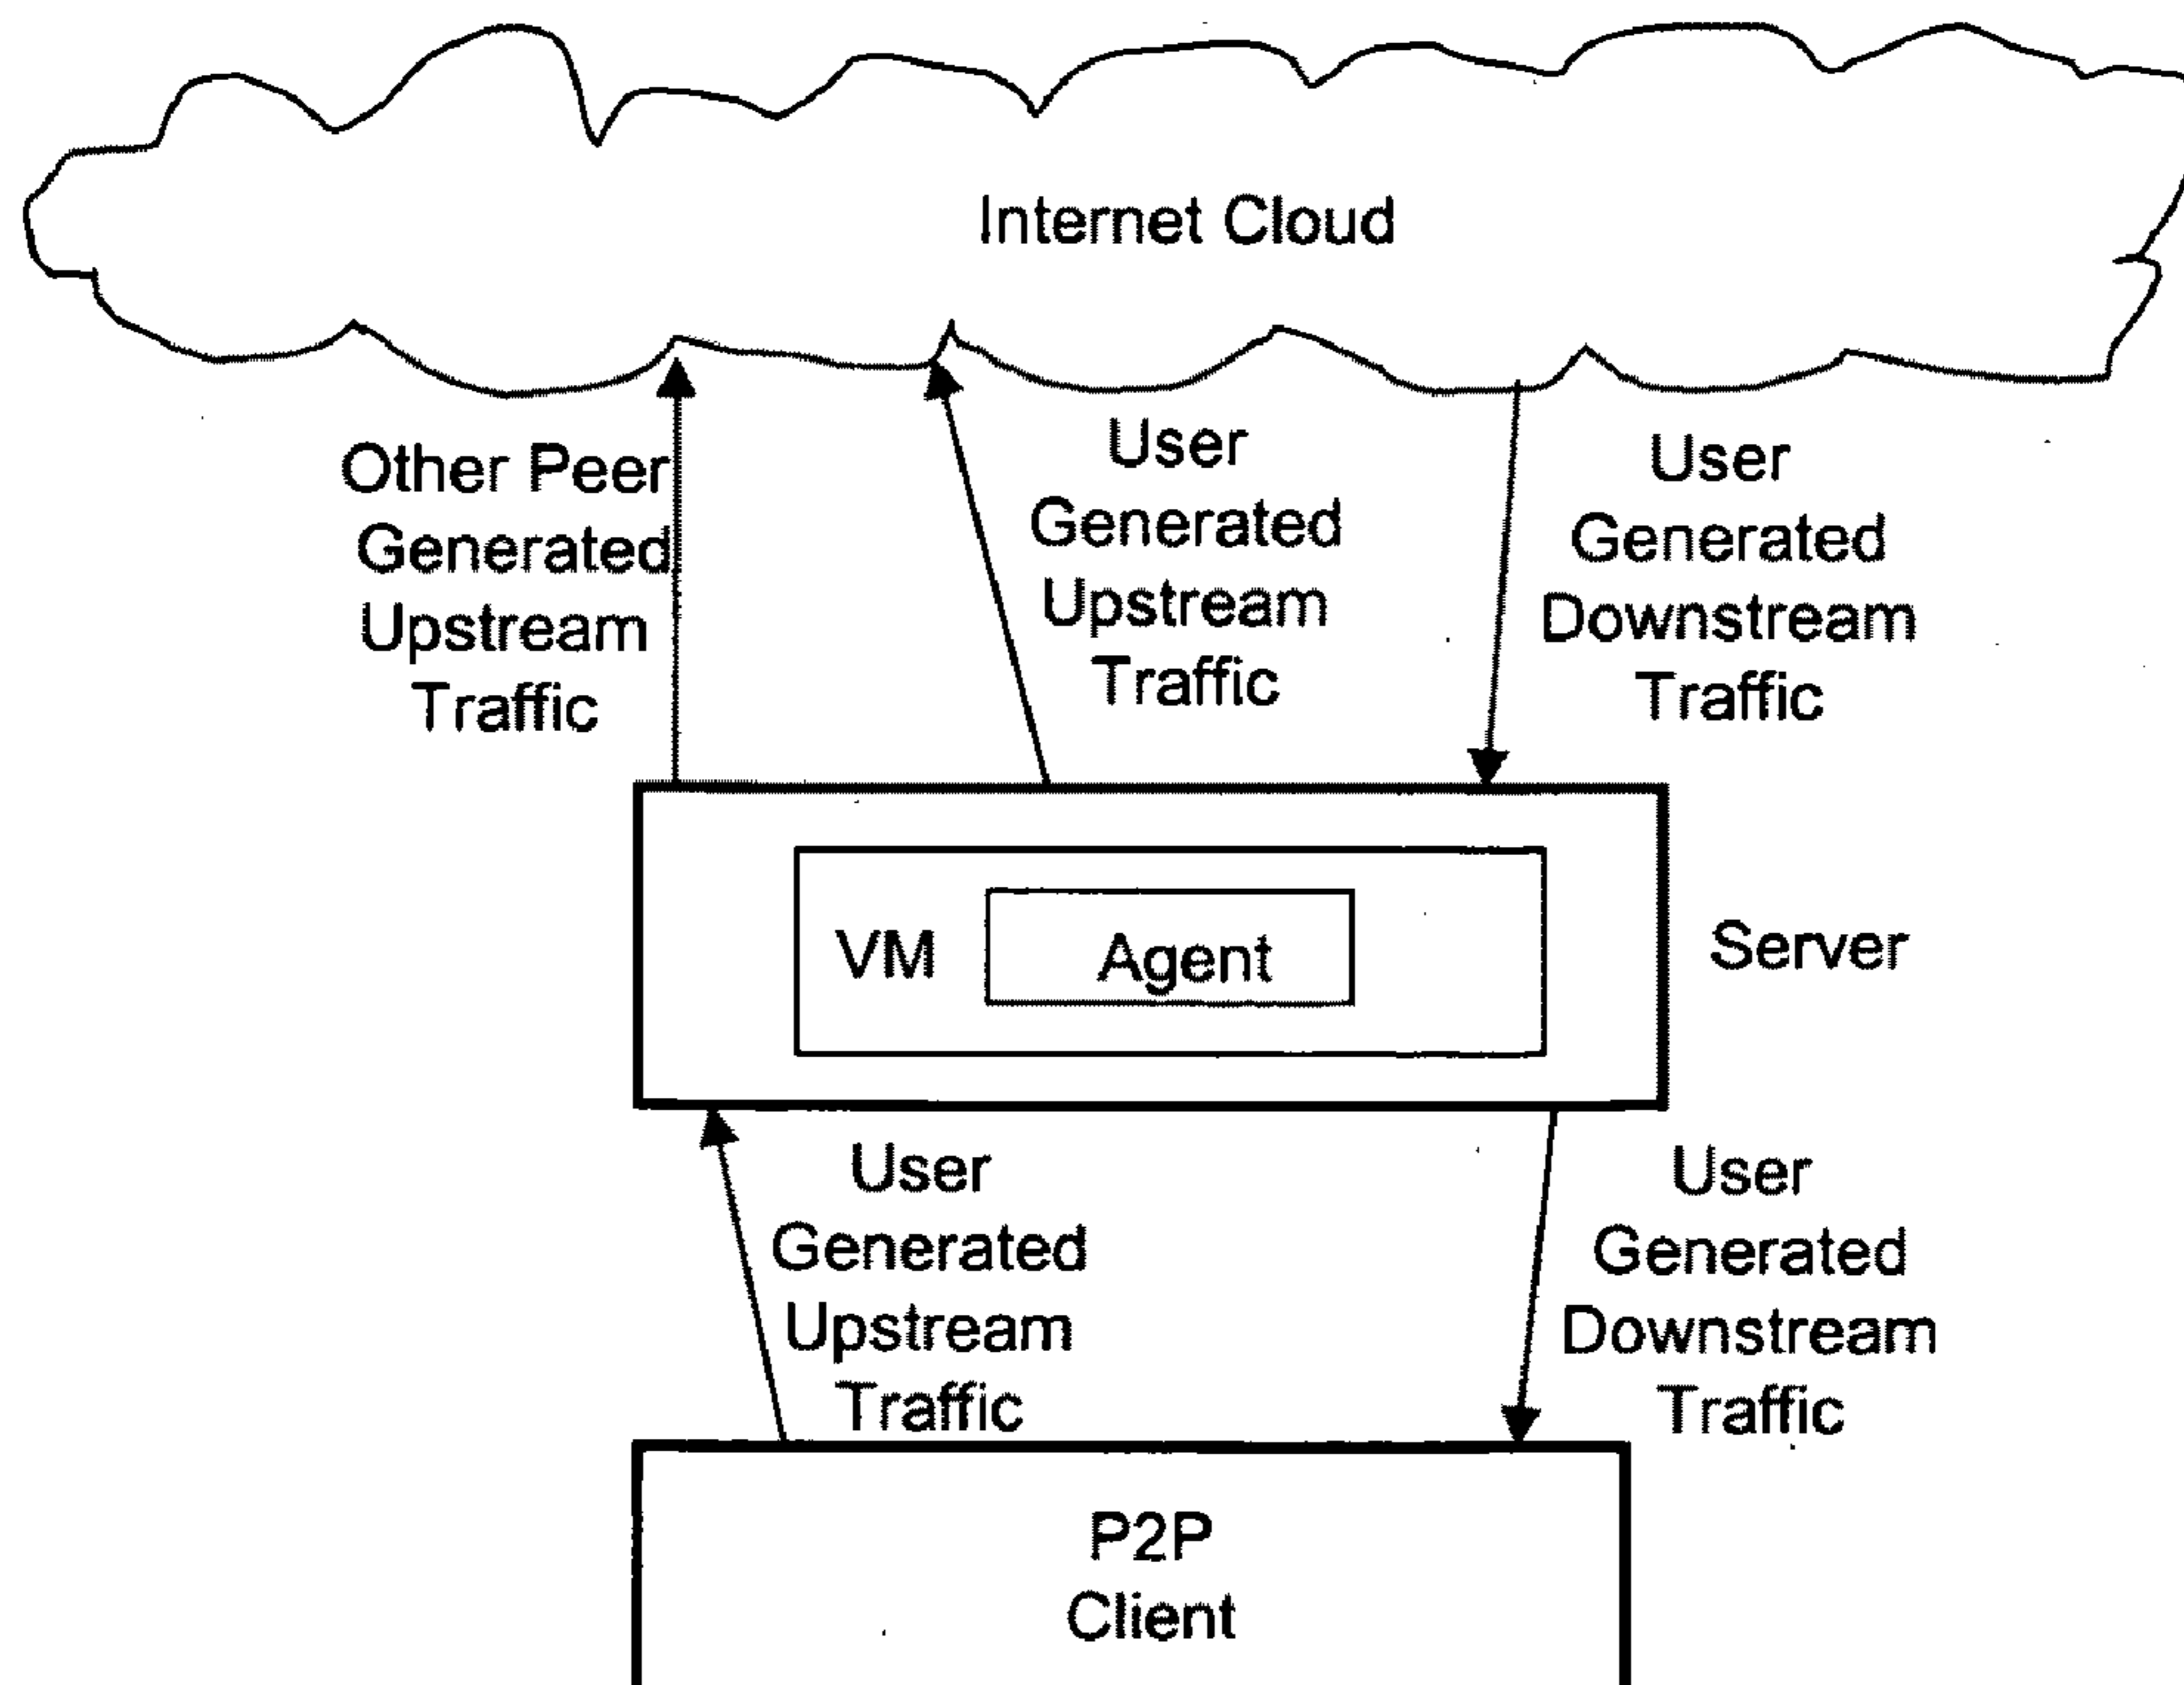 Internet Cloud
Other Peer
Generated
Upstream
Traffic
User
Generated
Upstream
Traffic
User
Generated
Downstream
Traffic
VM
Agent
Server
User
Generated
Upstream
Traffic
User
Generated
Downstream
Traffic
P2P
Client